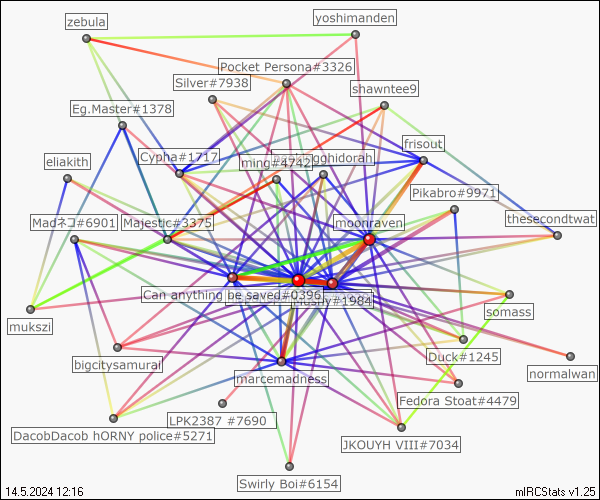 zebula
yoshimanden
Pocket Persona#3326
Silver#7938
shawntee9
Eg.Master#1378
frisout
Cypha#1717
ming#4742
gghidorah
eliakith
Pikabro#9971
Madネコ#6901
Majestic#3375
moonraven
thesecondtwat
Can anything be saved#0396
#1984
somass
mukszi
Duck#1245
bigcitysamurai
normalwan
marcemadness
Fedora Stoat#4479
LPK2387 #7690
DacobDacob hORNY police#5271
JKOUYH VIII#7034
Swirly Boi#6154
14.5.2024 12:16
mIRCStats v1.25